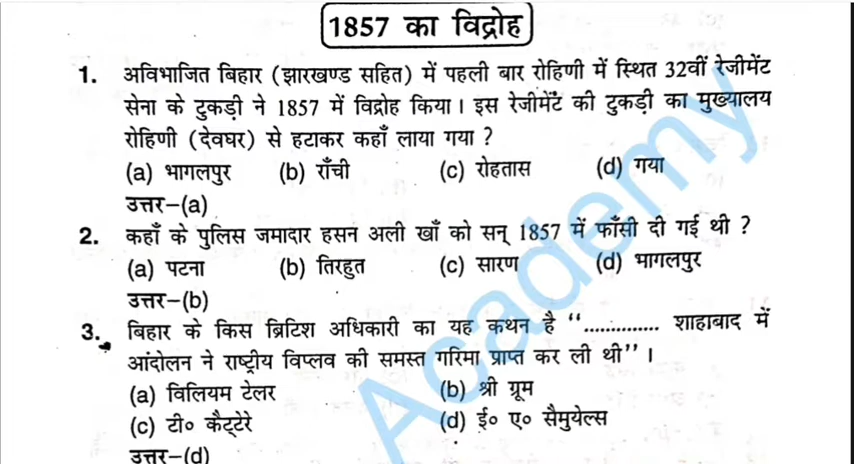 1857 का विद्रोह
1. अविभाजित बिहार (झारखण्ड सहित) में पहली बार रोहिणी में स्थित 32वीं रेजीमेंट
सेना के टुकड़ी ने 1857 में विद्रोह किया। इस रेजीमेंट की टुकड़ी का मुख्यालय
रोहिणी (देवघर) से हटाकर कहाँ लाया गया ?
(a) भागलपुर (b) राँची (c) रोहतास (d) गया
उत्तर–(a)
2. कहाँ के पुलिस जमादार हसन अली खाँ को सन् 1857 में फाँसी दी गई थी ?
(a) पटना (b) तिरहुत (c) सारण (d) भागलपुर
उत्तर–(b)
3. बिहार के किस ब्रिटिश अधिकारी का यह कथन है “.............. शाहाबाद में
आंदोलन ने राष्ट्रीय विप्लव की समस्त गरिमा प्राप्त कर ली थी”।
(a) विलियम टेलर (b) श्री ग्रूम
(c) टी० कैट्टेरे (d) ई० ए० सैमुयेल्स
उत्तर–(d)
Academy